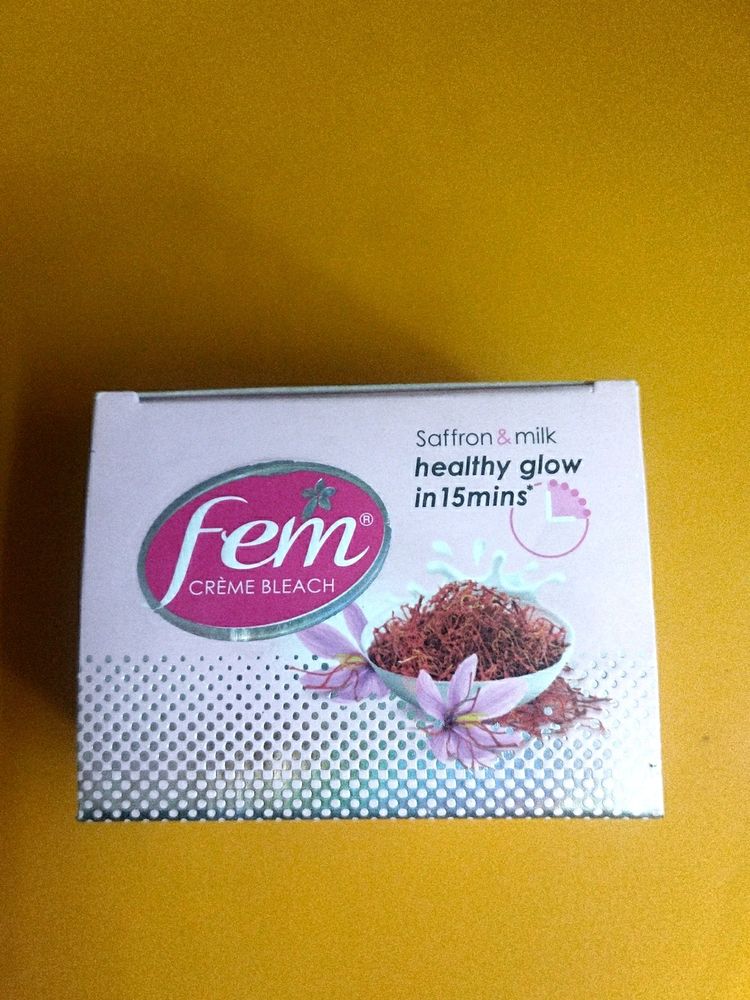 fem®
CRÈME BLEACH
Saffron & milk
healthy glow
in 15mins*